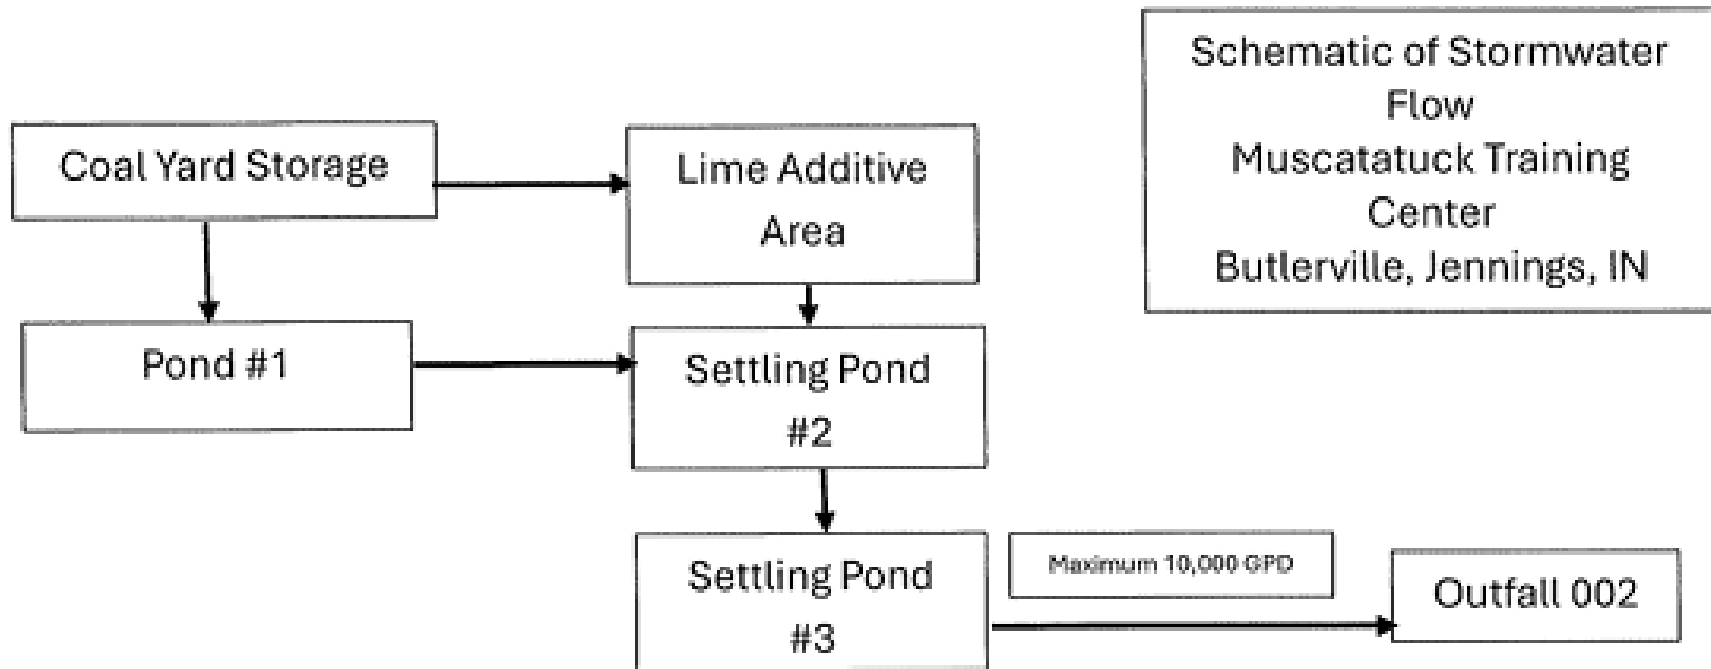 Schematic of Stormwater
Flow
Muscatatuck Training
Center
Butlerville, Jennings, IN
Coal Yard Storage
Lime Additive
Area
Pond #1
Settling Pond
#2
Settling Pond
#3
Maximum 10,000 GPD
Outfall 002